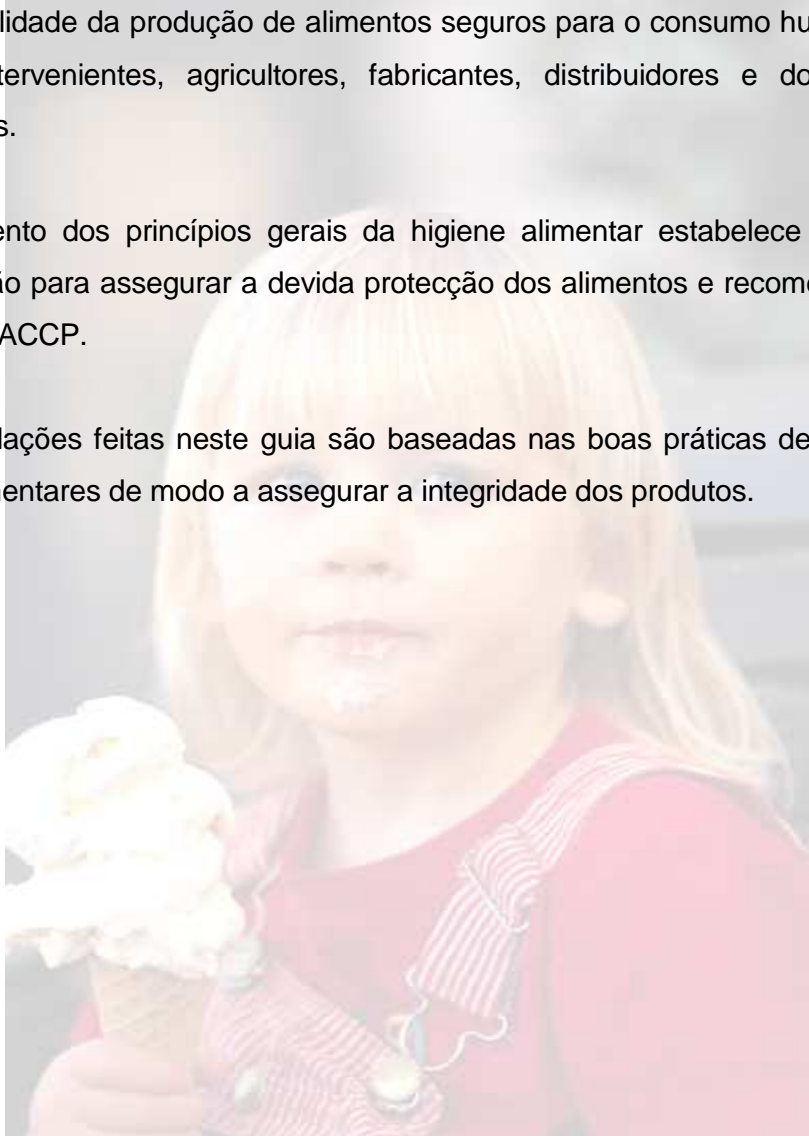 lidade da produção de alimentos seguros para o consumo hu
tervenientes, agricultores, fabricantes, distribuidores e do
s.
ento dos princípios gerais da higiene alimentar estabelece
ão para assegurar a devida protecção dos alimentos e recome
ACCP.
lações feitas neste guia são baseadas nas boas práticas de
mentares de modo a assegurar a integridade dos produtos.